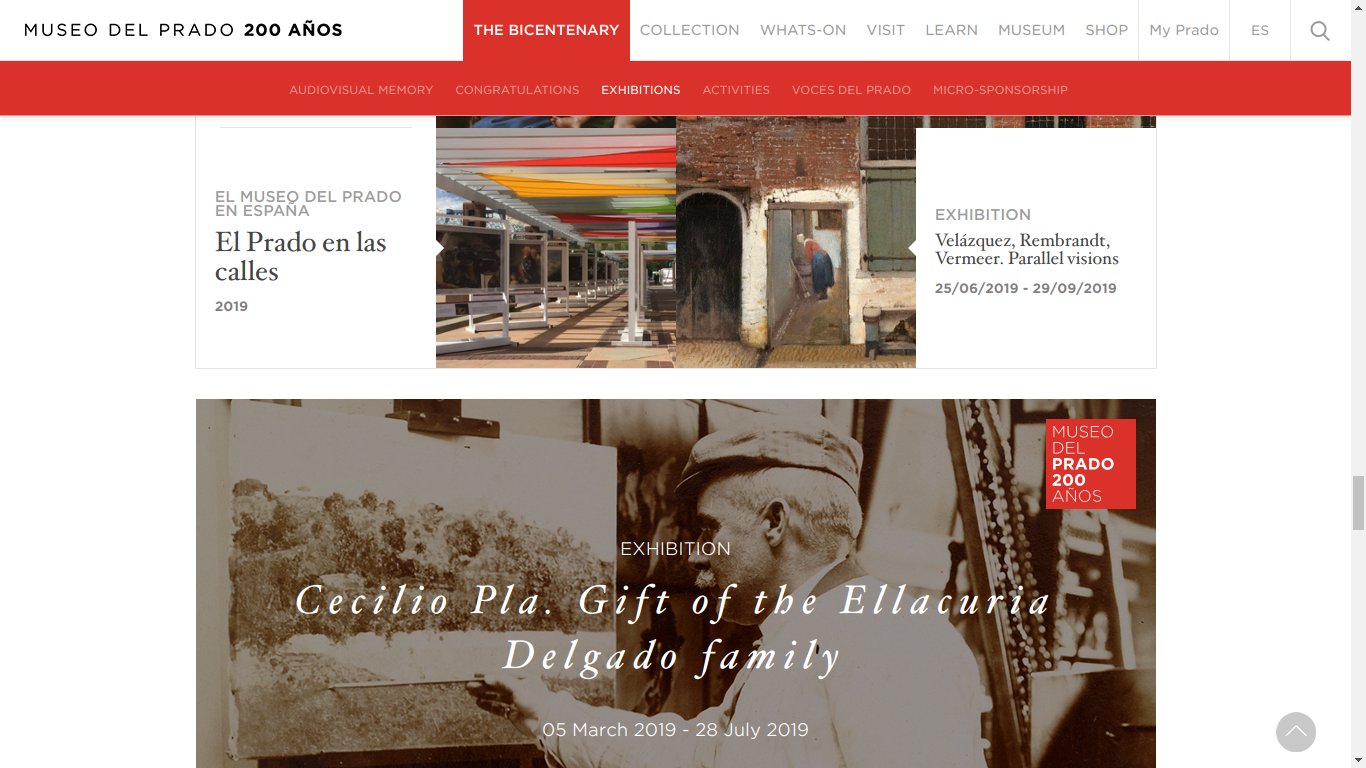 MUSEO DEL PRADO 200 AÑOS
THE BICENTENARY COLLECTION WHATS-ON VISIT LEARN MUSEUM SHOP My Prado ES
AUDIOVISUAL MEMORY CONGRATULATIONS EXHIBITIONS ACTIVITIES VOCES DEL PRADO MICRO-SPONSORSHIP
EL MUSEO DEL PRADO
EN ESPAÑA
El Prado en las
calles
2019
EXHIBITION
Velázquez, Rembrandt,
Vermeer. Parallel visions
25/06/2019 - 29/09/2019
MUSEO
DEL
PRADO
200
AÑOS
EXHIBITION
Cecilio Pla. Gift of the Ellacuria
Delgado family
05 March 2019 - 28 July 2019